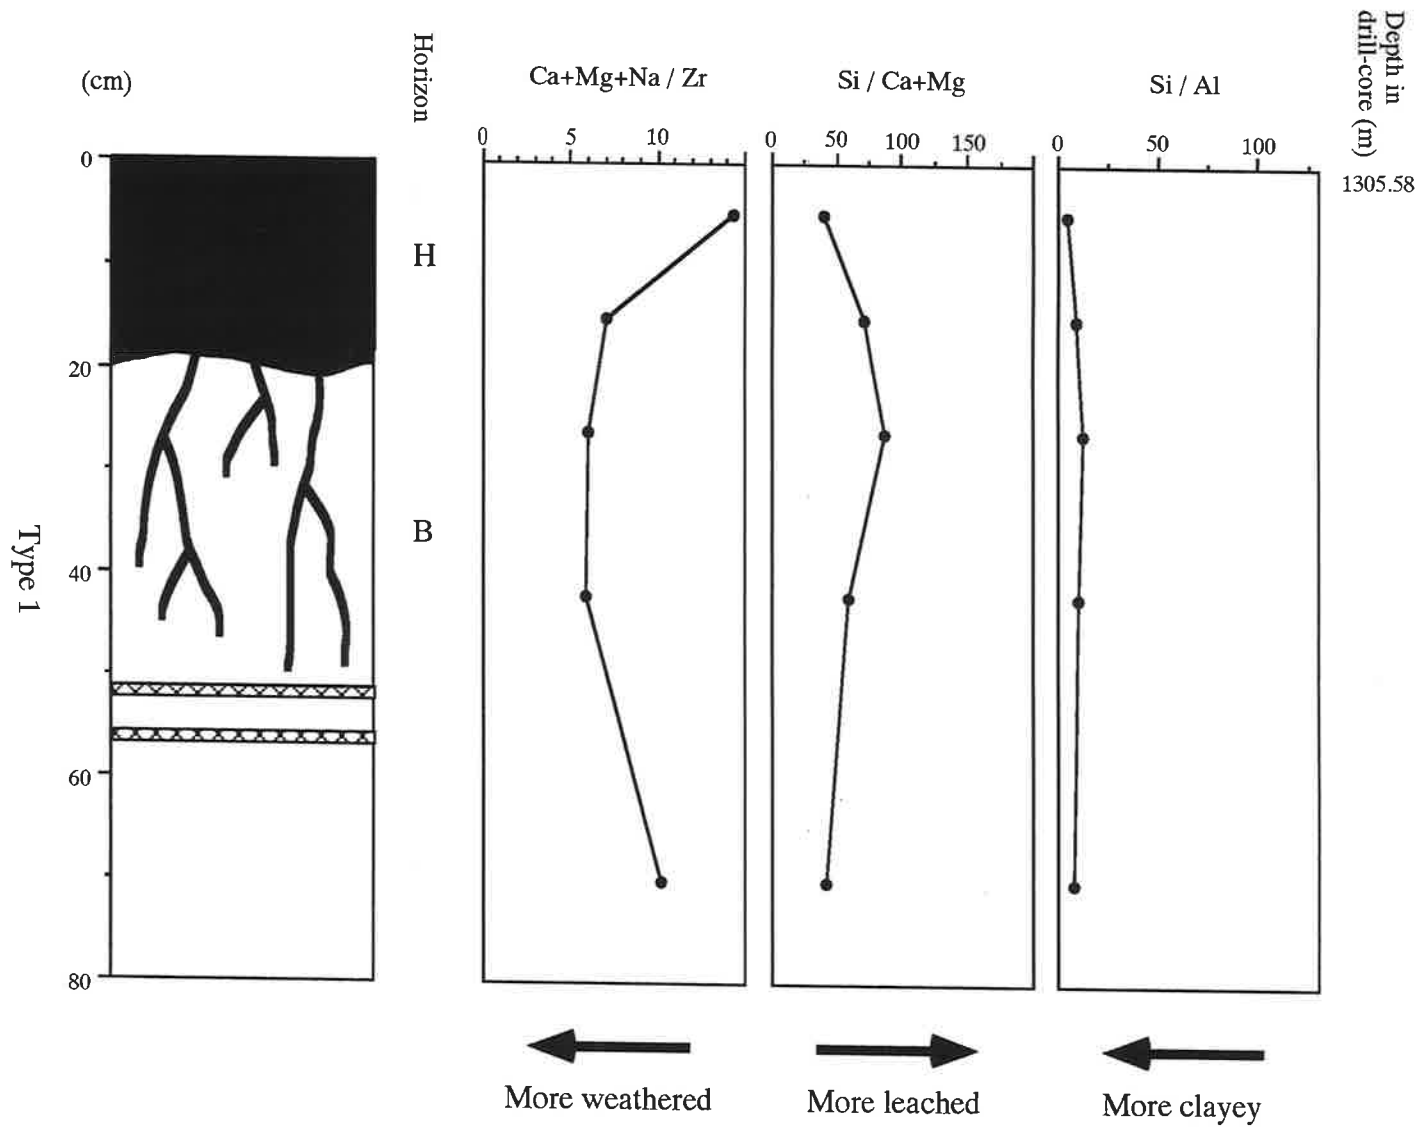 Depth in
drill-core (m)
Horizon
(cm)
Ca+Mg+Na / Zr
Si / Ca+Mg
Si / Al
0 5 10
0 50 100 150
0 50 100
1305.58
0
20
40
60
80
H
B
Type 1
More weathered
More leached
More clayey